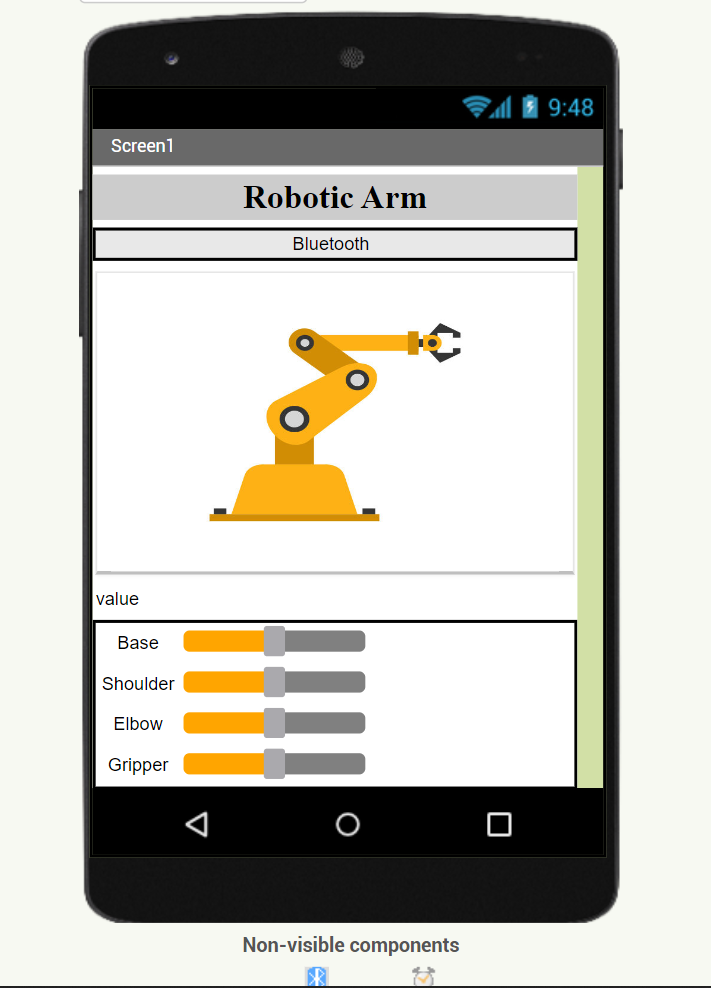 9:48
Screen1
Robotic Arm
Bluetooth
value
Base
Shoulder
Elbow
Gripper
Non-visible components